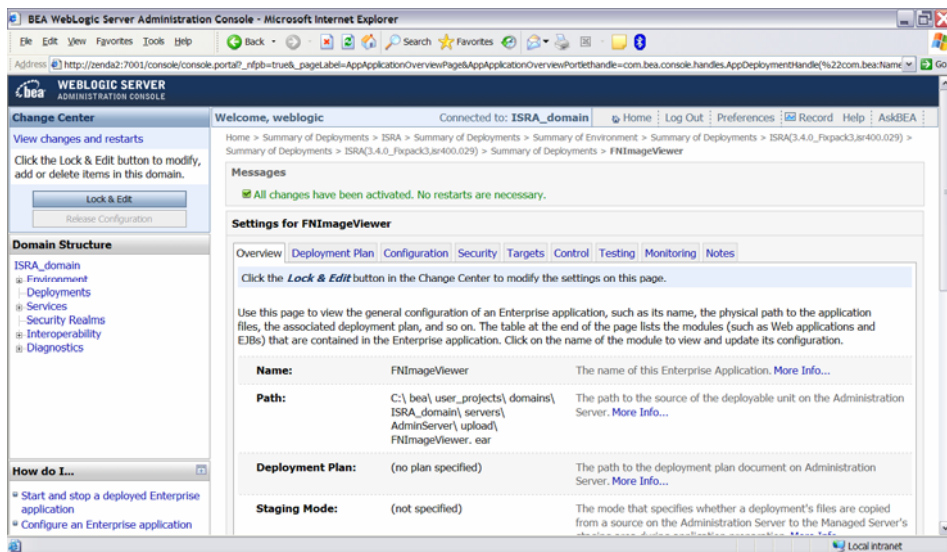 BEA WebLogic Server Administration Console - Microsoft Internet Explorer
File Edit View Favorites Tools Help
Back Search Favorites
Address http://zenda2:7001/console/console.portal?_nfpb=true&_pageLabel=AppApplicationOverviewPage&AppApplicationOverviewPortlethandle=com.bea.console.handles.AppDeploymentHandle(%22com.bea:Name Go
bea WEBLOGIC SERVER
ADMINISTRATION CONSOLE
Change Center
View changes and restarts
Click the Lock & Edit button to modify,
add or delete items in this domain.
Lock & Edit
Release Configuration
Domain Structure
ISRA_domain
Environment
Deployments
Services
Security Realms
Interoperability
Diagnostics
How do I...
Start and stop a deployed Enterprise
application
Configure an Enterprise application
Welcome, weblogic Connected to: ISRA_domain Home Log Out Preferences Record Help AskBEA
Home > Summary of Deployments > ISRA > Summary of Deployments > Summary of Environment > Summary of Deployments > ISRA(3.4.0_Fixpack3,isr400.029) >
Summary of Deployments > ISRA(3.4.0_Fixpack3,isr400.029) > Summary of Deployments > FNImageViewer
Messages
All changes have been activated. No restarts are necessary.
Settings for FNImageViewer
Overview Deployment Plan Configuration Security Targets Control Testing Monitoring Notes
Click the Lock & Edit button in the Change Center to modify the settings on this page.
Use this page to view the general configuration of an Enterprise application, such as its name, the physical path to the application
files, the associated deployment plan, and so on. The table at the end of the page lists the modules (such as Web applications and
EJBs) that are contained in the Enterprise application. Click on the name of the module to view and update its configuration.
Name: FNImageViewer The name of this Enterprise Application. More Info...
Path: C:\ bea\ user_projects\ domains\ The path to the source of the deployable unit on the Administration
ISRA_domain\ servers\ Server. More Info...
AdminServer\ upload\
FNImageViewer. ear
Deployment Plan: (no plan specified) The path to the deployment plan document on Administration
Server. More Info...
Staging Mode: (not specified) The mode that specifies whether a deployment's files are copied
from a source on the Administration Server to the Managed Server's
staging area during application preparation. More Info...
Local intranet